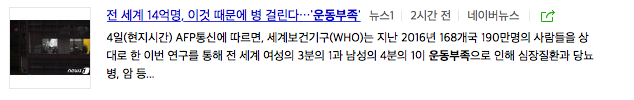 전 세계 14억명, 이것 때문에 병 걸린다…'운동부족' 뉴스1 2시간 전 네이버뉴스
4일(현지시간) AFP통신에 따르면, 세계보건기구(WHO)는 지난 2016년 168개국 190만명의 사람들을 상
대로 한 이번 연구를 통해 전 세계 여성의 3분의 1과 남성의 4분의 1이 운동부족으로 인해 심장질환과 당뇨
병, 암 등...
뉴스1